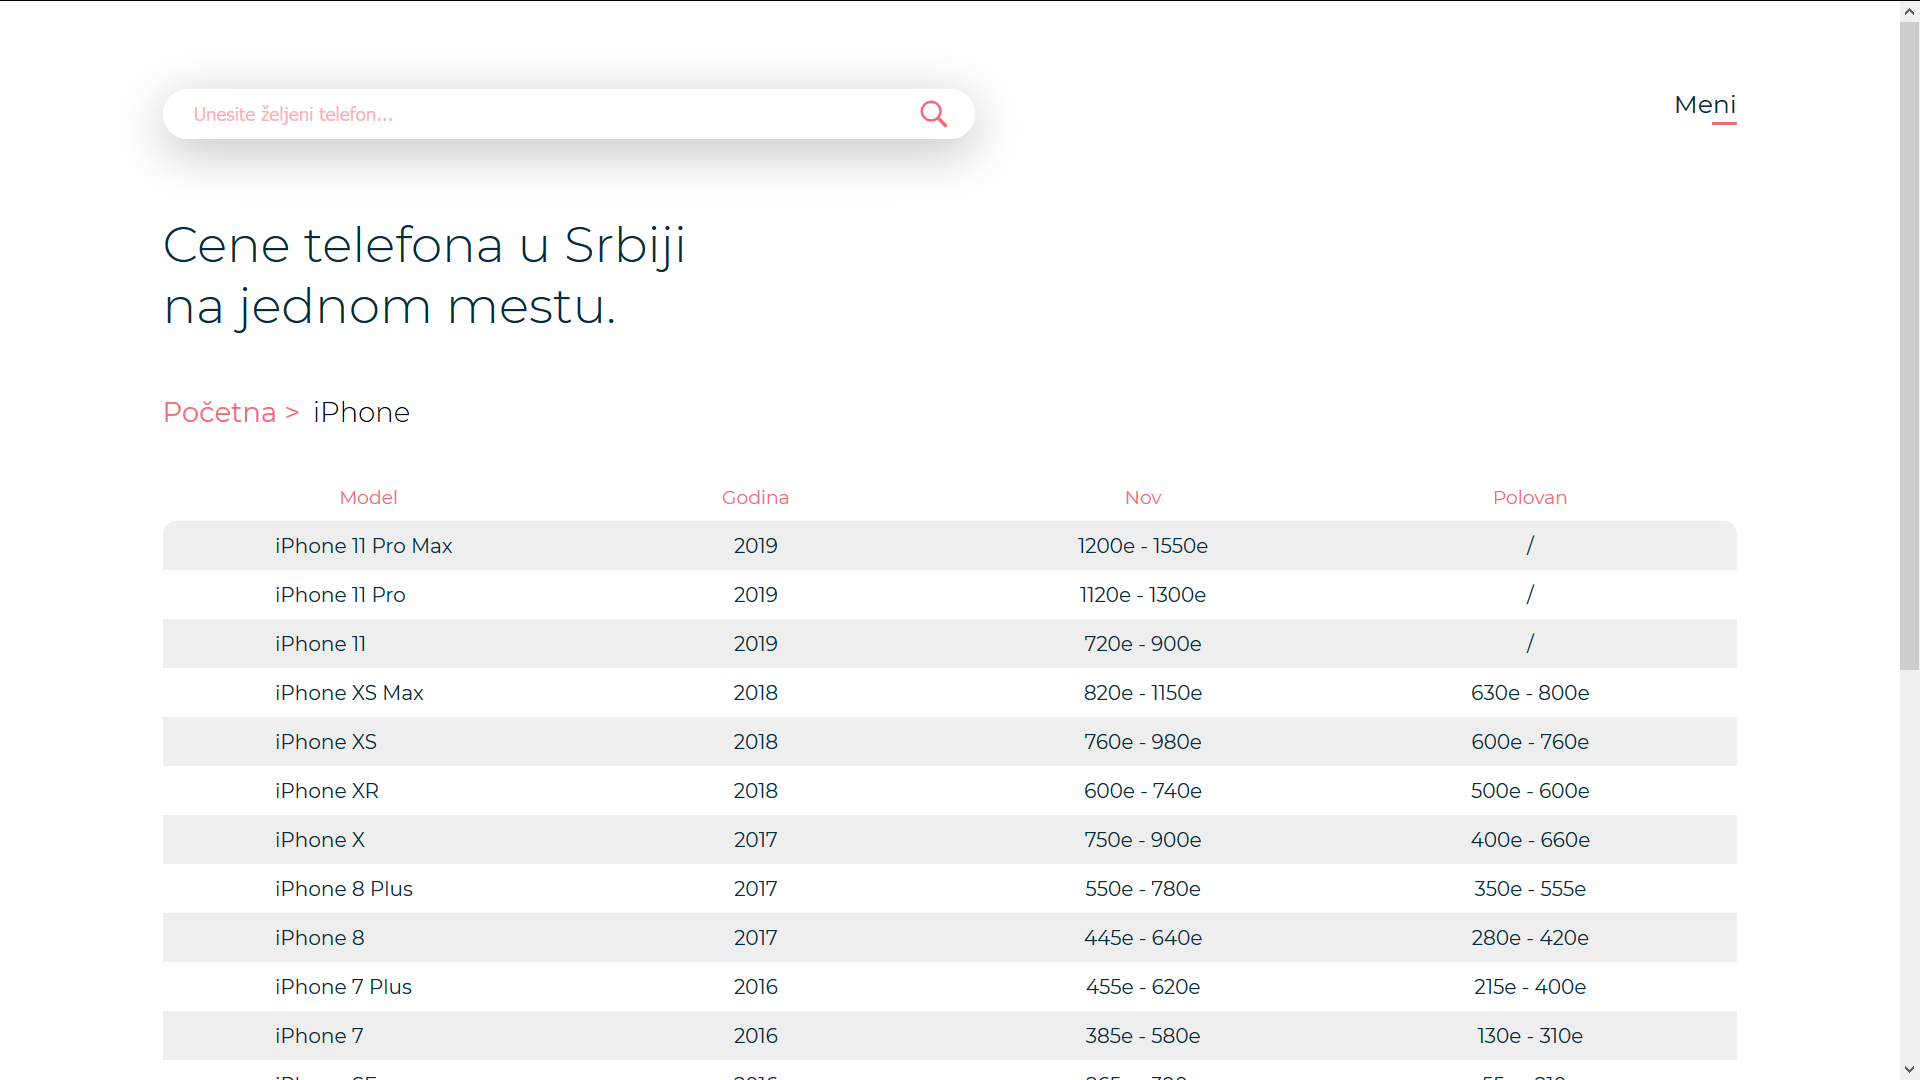 Unesite željeni telefon...
Meni
Cene telefona u Srbiji
na jednom mestu.
Početna > iPhone
Model Godina Nov Polovan
iPhone 11 Pro Max 2019 1200e - 1550e /
iPhone 11 Pro 2019 1120e - 1300e /
iPhone 11 2019 720e - 900e /
iPhone XS Max 2018 820e - 1150e 630e - 800e
iPhone XS 2018 760e - 980e 600e - 760e
iPhone XR 2018 600e - 740e 500e - 600e
iPhone X 2017 750e - 900e 400e - 660e
iPhone 8 Plus 2017 550e - 780e 350e - 555e
iPhone 8 2017 445e - 640e 280e - 420e
iPhone 7 Plus 2016 455e - 620e 215e - 400e
iPhone 7 2016 385e - 580e 130e - 310e